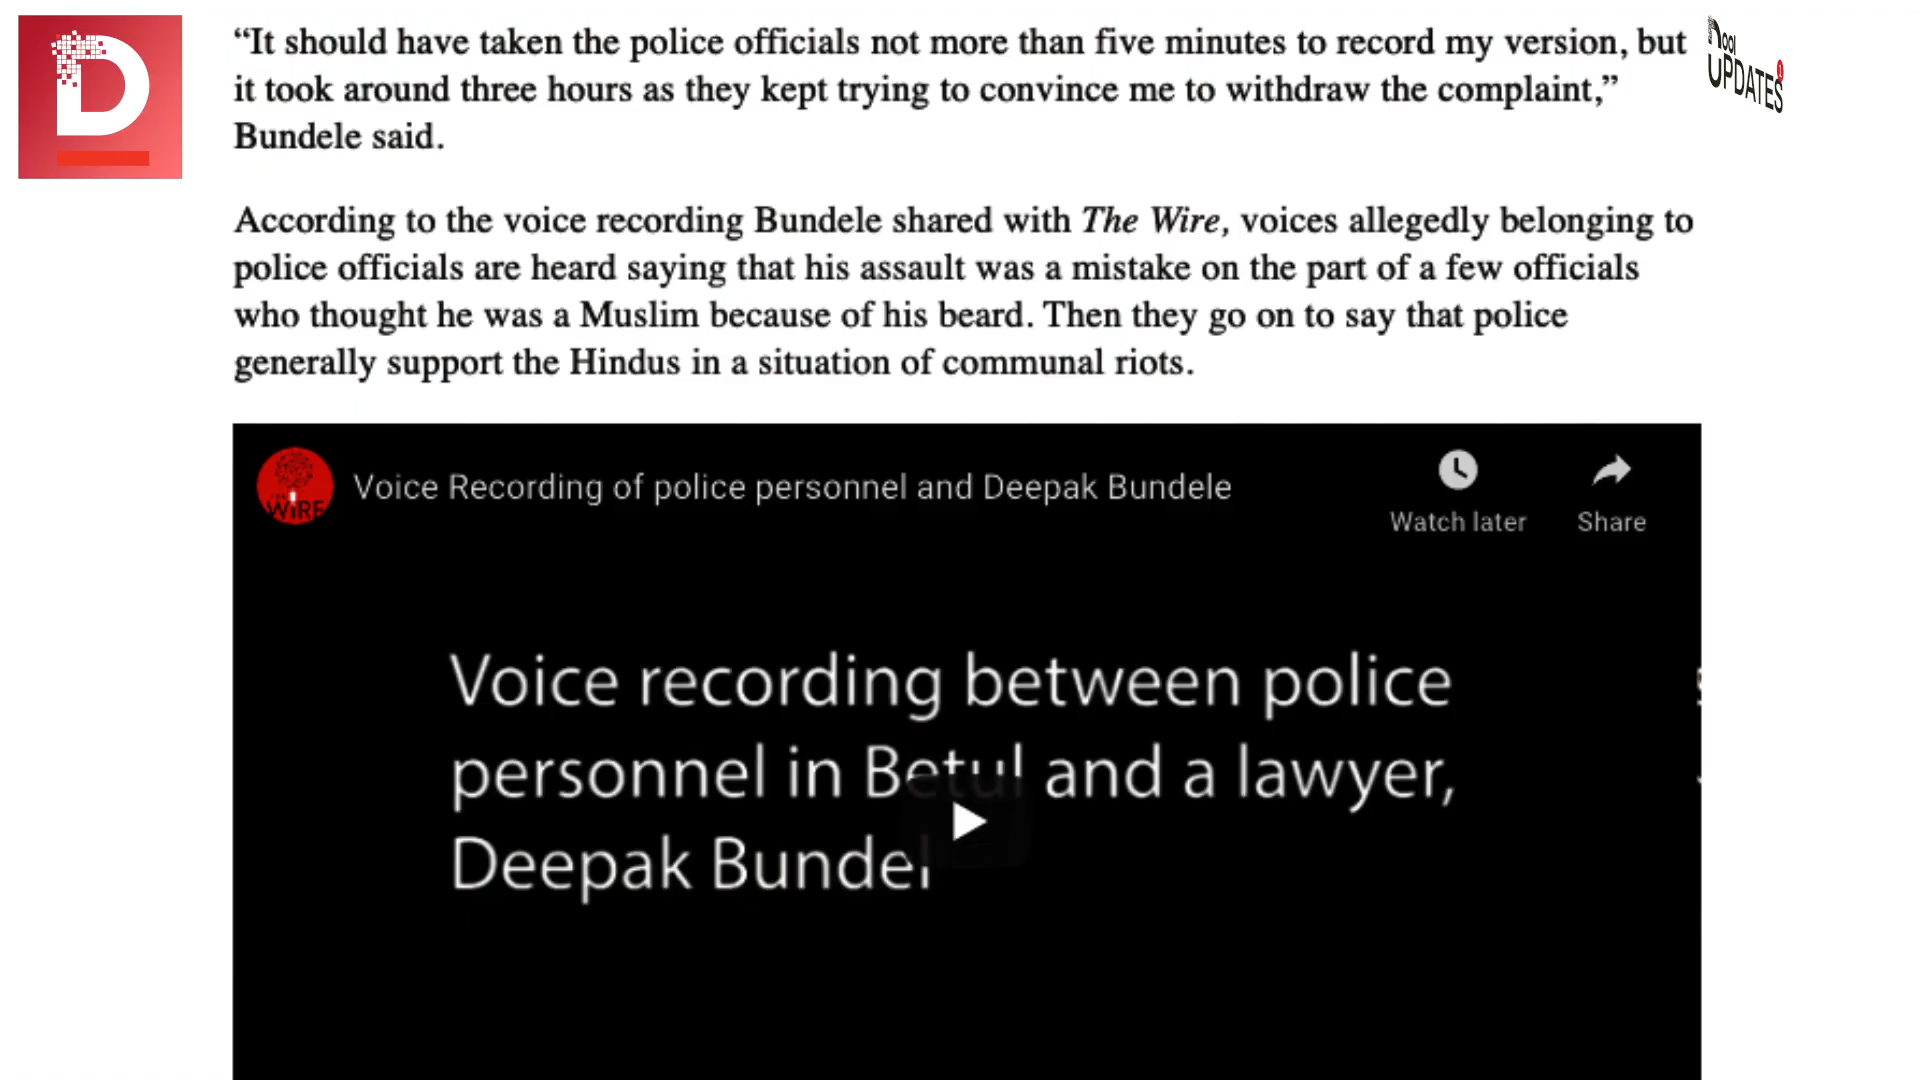 “It should have taken the police officials not more than five minutes to record my version, but
it took around three hours as they kept trying to convince me to withdraw the complaint,”
Bundele said.
According to the voice recording Bundele shared with The Wire, voices allegedly belonging to
police officials are heard saying that his assault was a mistake on the part of a few officials
who thought he was a Muslim because of his beard. Then they go on to say that police
generally support the Hindus in a situation of communal riots.
WIRE
Voice Recording of police personnel and Deepak Bundele
Watch later
Share
Voice recording between police
personnel in Betul and a lawyer,
Deepak Bundel
D
UPDATES